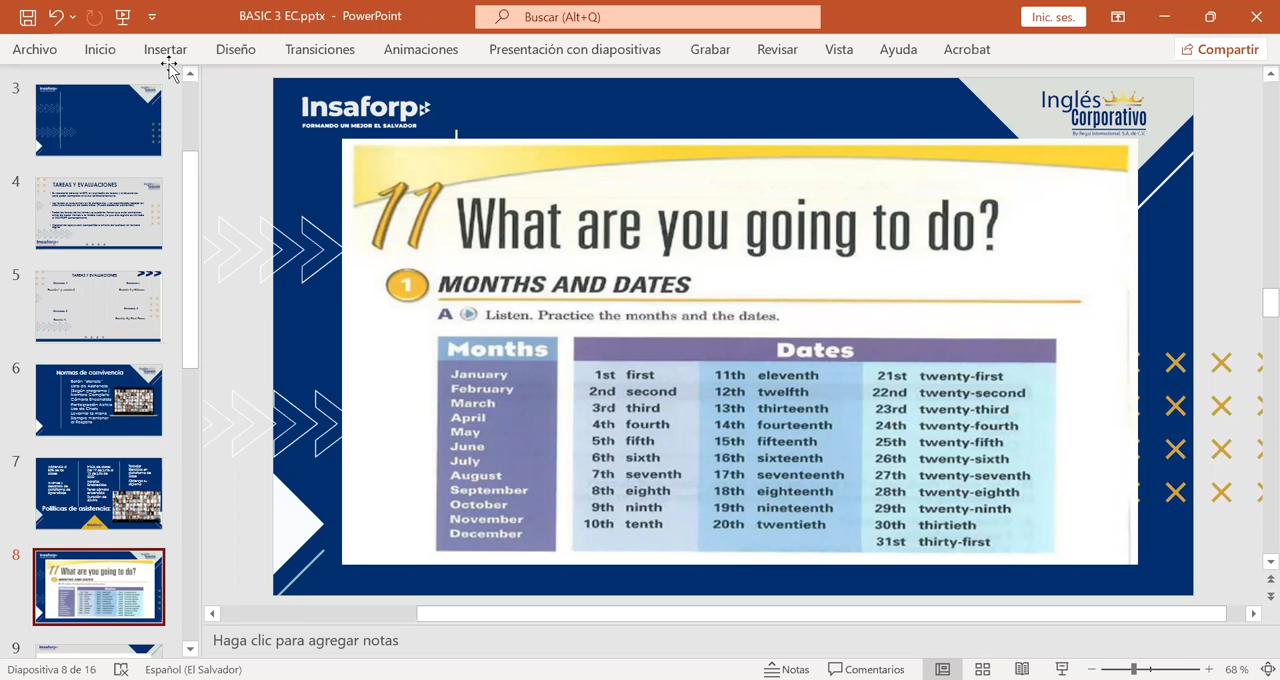 BASIC 3 EC.pptx - PowerPoint
Buscar (Alt+Q)
Inic. ses.
Archivo Inicio Insertar Diseño Transiciones Animaciones Presentación con diapositivas Grabar Revisar Vista Ayuda Acrobat Compartir
3
4
TAREAS Y EVALUACIONES
5
TAREAS Y EVALUACIONES
6
Normas de convivencia
7
Políticas de asistencia:
8
What are you going to do?
9
Insaforp
FORMANDO UN MEJOR EL SALVADOR
Inglés
Corporativo
By Regal International, S.A. de C.V.
11 What are you going to do?
1 MONTHS AND DATES
A Listen. Practice the months and the dates.
Months Dates
January 1st first 11th eleventh 21st twenty-first
February 2nd second 12th twelfth 22nd twenty-second
March 3rd third 13th thirteenth 23rd twenty-third
April 4th fourth 14th fourteenth 24th twenty-fourth
May 5th fifth 15th fifteenth 25th twenty-fifth
June 6th sixth 16th sixteenth 26th twenty-sixth
July 7th seventh 17th seventeenth 27th twenty-seventh
August 8th eighth 18th eighteenth 28th twenty-eighth
September 9th ninth 19th nineteenth 29th twenty-ninth
October 10th tenth 20th twentieth 30th thirtieth
November 31st thirty-first
December
Haga clic para agregar notas
Diapositiva 8 de 16 Español (El Salvador) Notas Comentarios 68 %